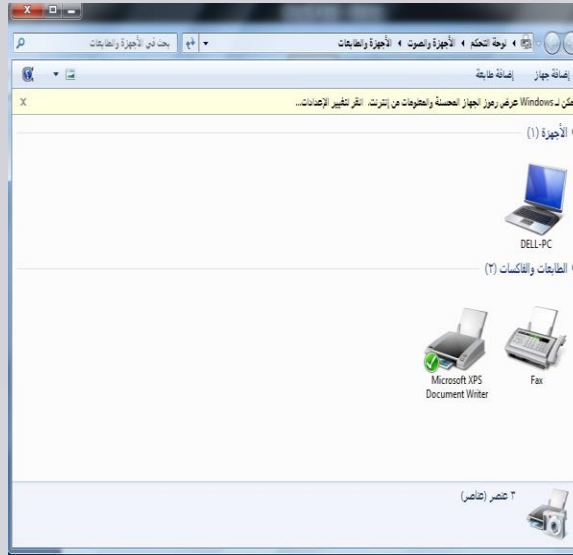 لوحة التحكم ◂ الأجهزة والصوت ◂ الأجهزة والطابعات
بحث في الأجهزة والطابعات
إضافة جهاز
إضافة طابعة
لـ Windows عرض رموز الجهاز المحسنة والمعلومات من إنترنت. انقر لتغيير الإعدادات...
الأجهزة (١)
DELL-PC
الطابعات والفاكسات (٢)
Fax
Microsoft XPS
Document Writer
٣ عنصر (عناصر)